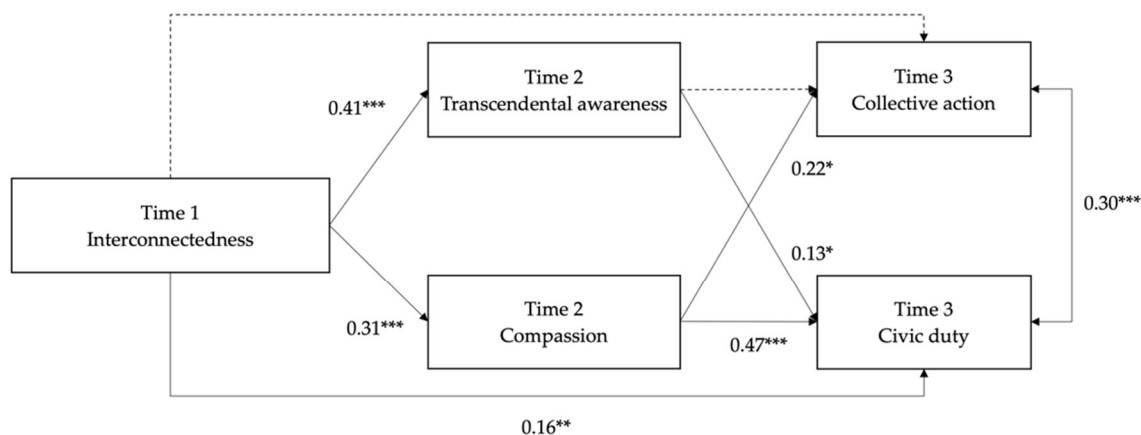 Time 2
Transcendental awareness
Time 3
Collective action
0.41***
0.22*
Time 1
Interconnectedness
0.30***
0.13*
Time 2
Compassion
Time 3
Civic duty
0.31***
0.47***
0.16**